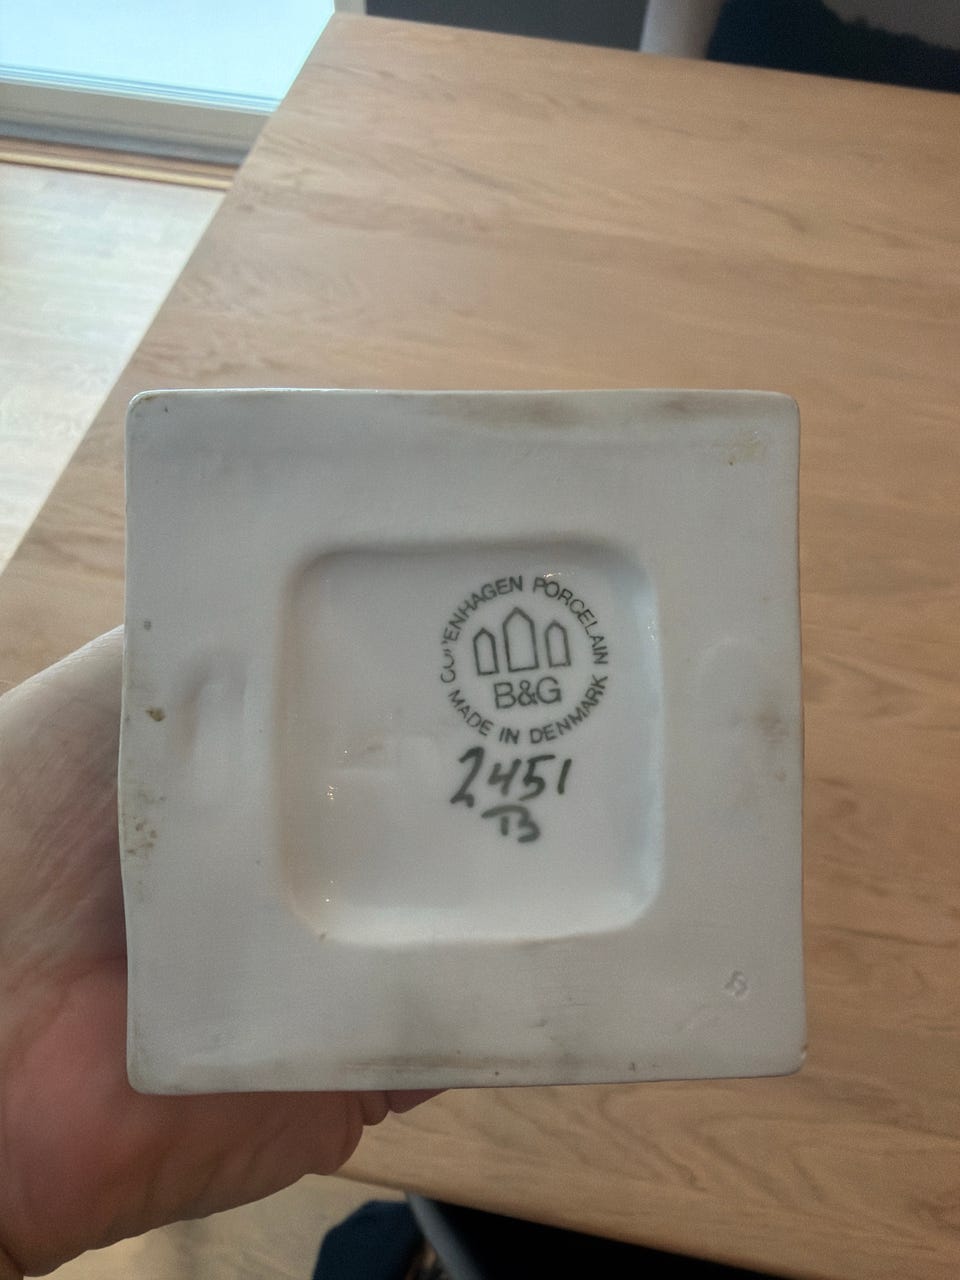 COPENHAGEN PORCELAIN
B&G
MADE IN DENMARK
2451
B